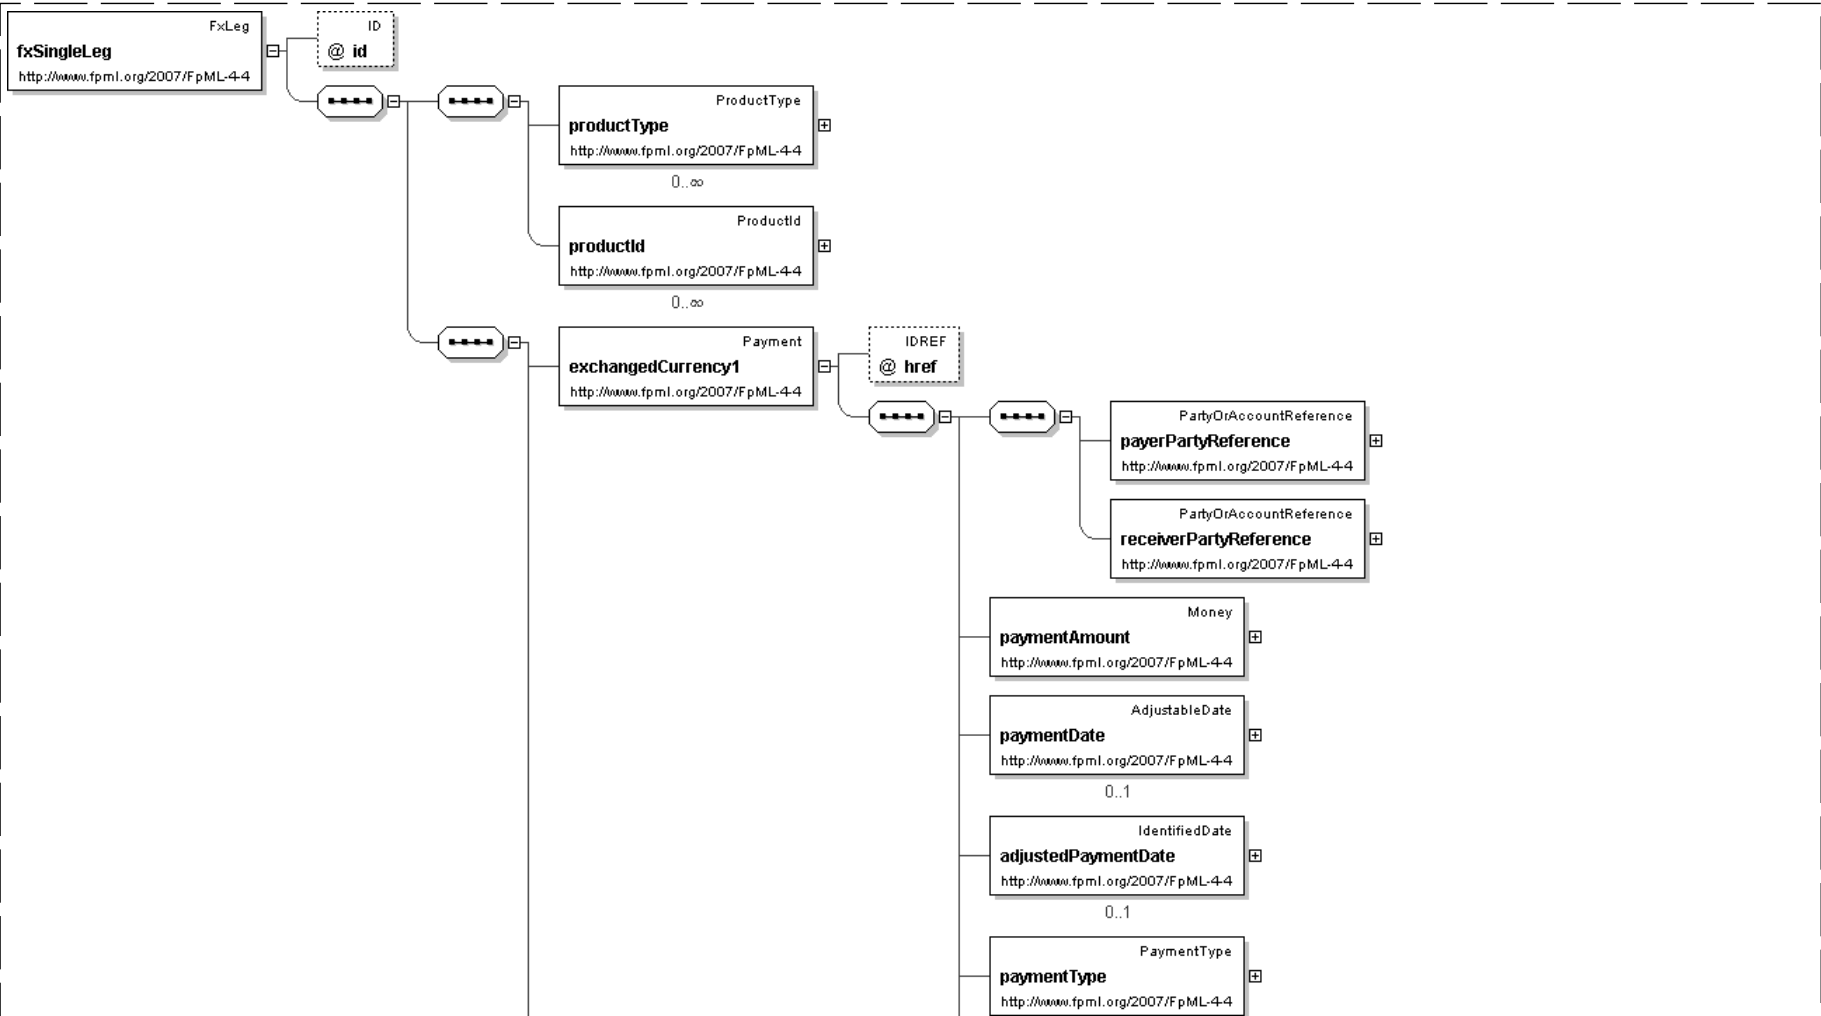 FxLeg
fxSingleLeg
http://www.fpml.org/2007/FpML-4-4
ID
@ id
ProductType
productType
http://www.fpml.org/2007/FpML-4-4
0..∞
ProductId
productId
http://www.fpml.org/2007/FpML-4-4
0..∞
Payment
exchangedCurrency1
http://www.fpml.org/2007/FpML-4-4
IDREF
@ href
PartyOrAccountReference
payerPartyReference
http://www.fpml.org/2007/FpML-4-4
PartyOrAccountReference
receiverPartyReference
http://www.fpml.org/2007/FpML-4-4
Money
paymentAmount
http://www.fpml.org/2007/FpML-4-4
AdjustableDate
paymentDate
http://www.fpml.org/2007/FpML-4-4
0..1
IdentifiedDate
adjustedPaymentDate
http://www.fpml.org/2007/FpML-4-4
0..1
PaymentType
paymentType
http://www.fpml.org/2007/FpML-4-4